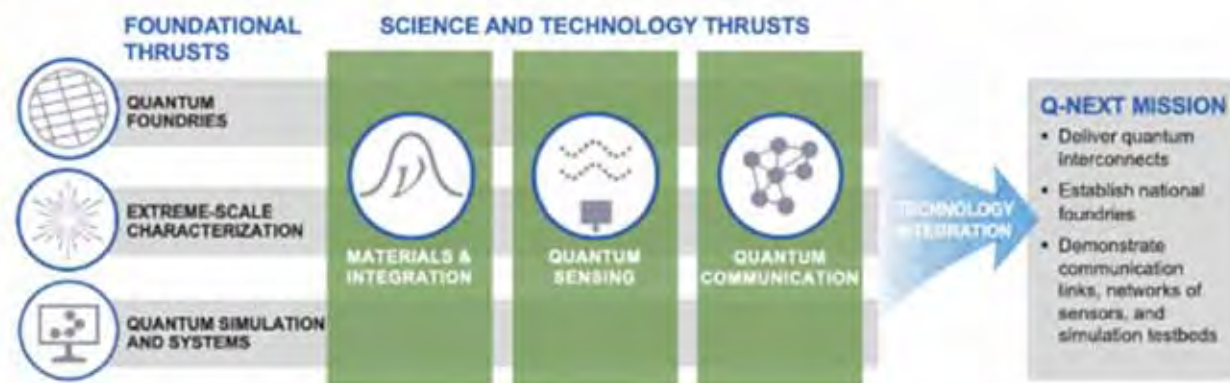 FOUNDATIONAL
THRUSTS
SCIENCE AND TECHNOLOGY THRUSTS
QUANTUM
FOUNDRIES
EXTREME-SCALE
CHARACTERIZATION
QUANTUM SIMULATION
AND SYSTEMS
MATERIALS &
INTEGRATION
QUANTUM
SENSING
QUANTUM
COMMUNICATION
TECHNOLOGY
INTEGRATION
Q-NEXT MISSION
▪ Deliver quantum
interconnects
▪ Establish national
foundries
▪ Demonstrate
communication
links, networks of
sensors, and
simulation testbeds